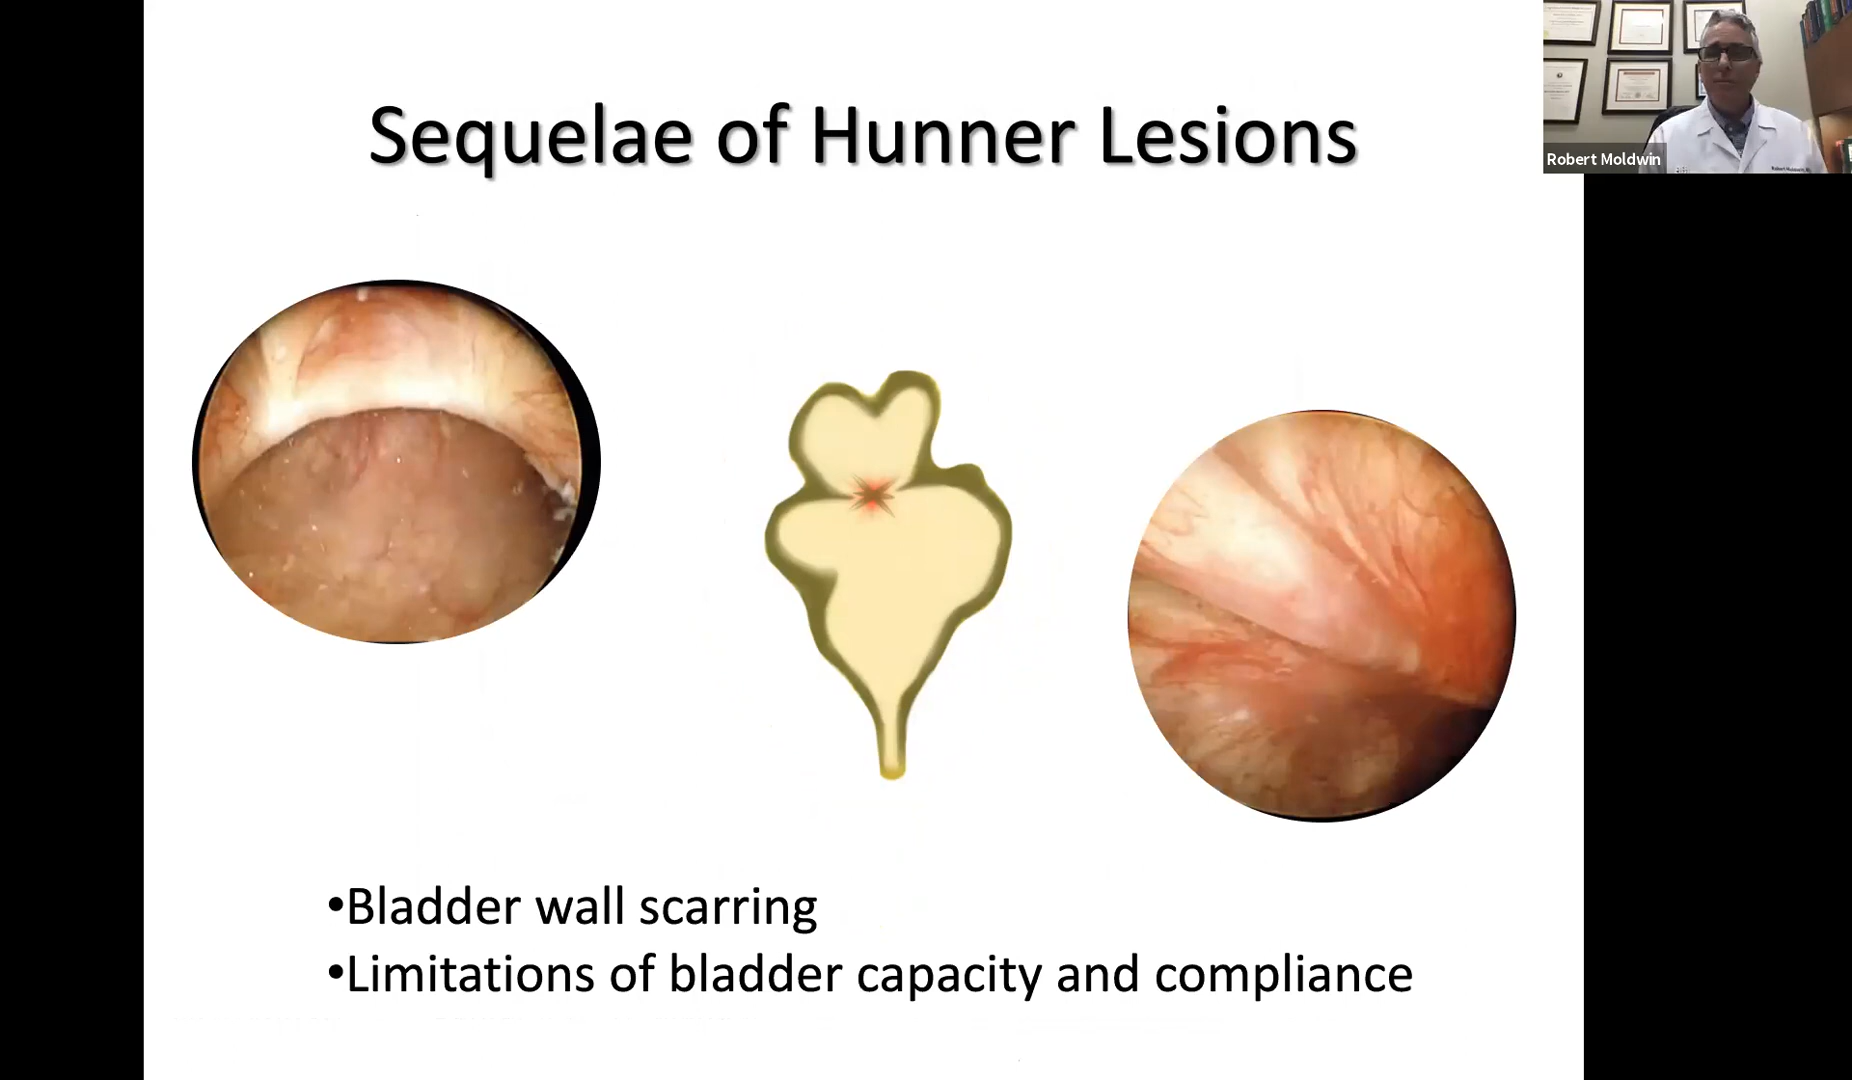 Sequelae of Hunner Lesions
Robert Moldwin
•Bladder wall scarring
•Limitations of bladder capacity and compliance